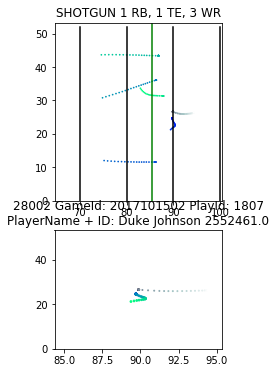 SHOTGUN 1 RB, 1 TE, 3 WR
50
40
30
20
10
0
70 80 90 100
28002 GameId: 2017101502 PlayId: 1807
PlayerName + ID: Duke Johnson 2552461.0
40
20
0
85.0 87.5 90.0 92.5 95.0